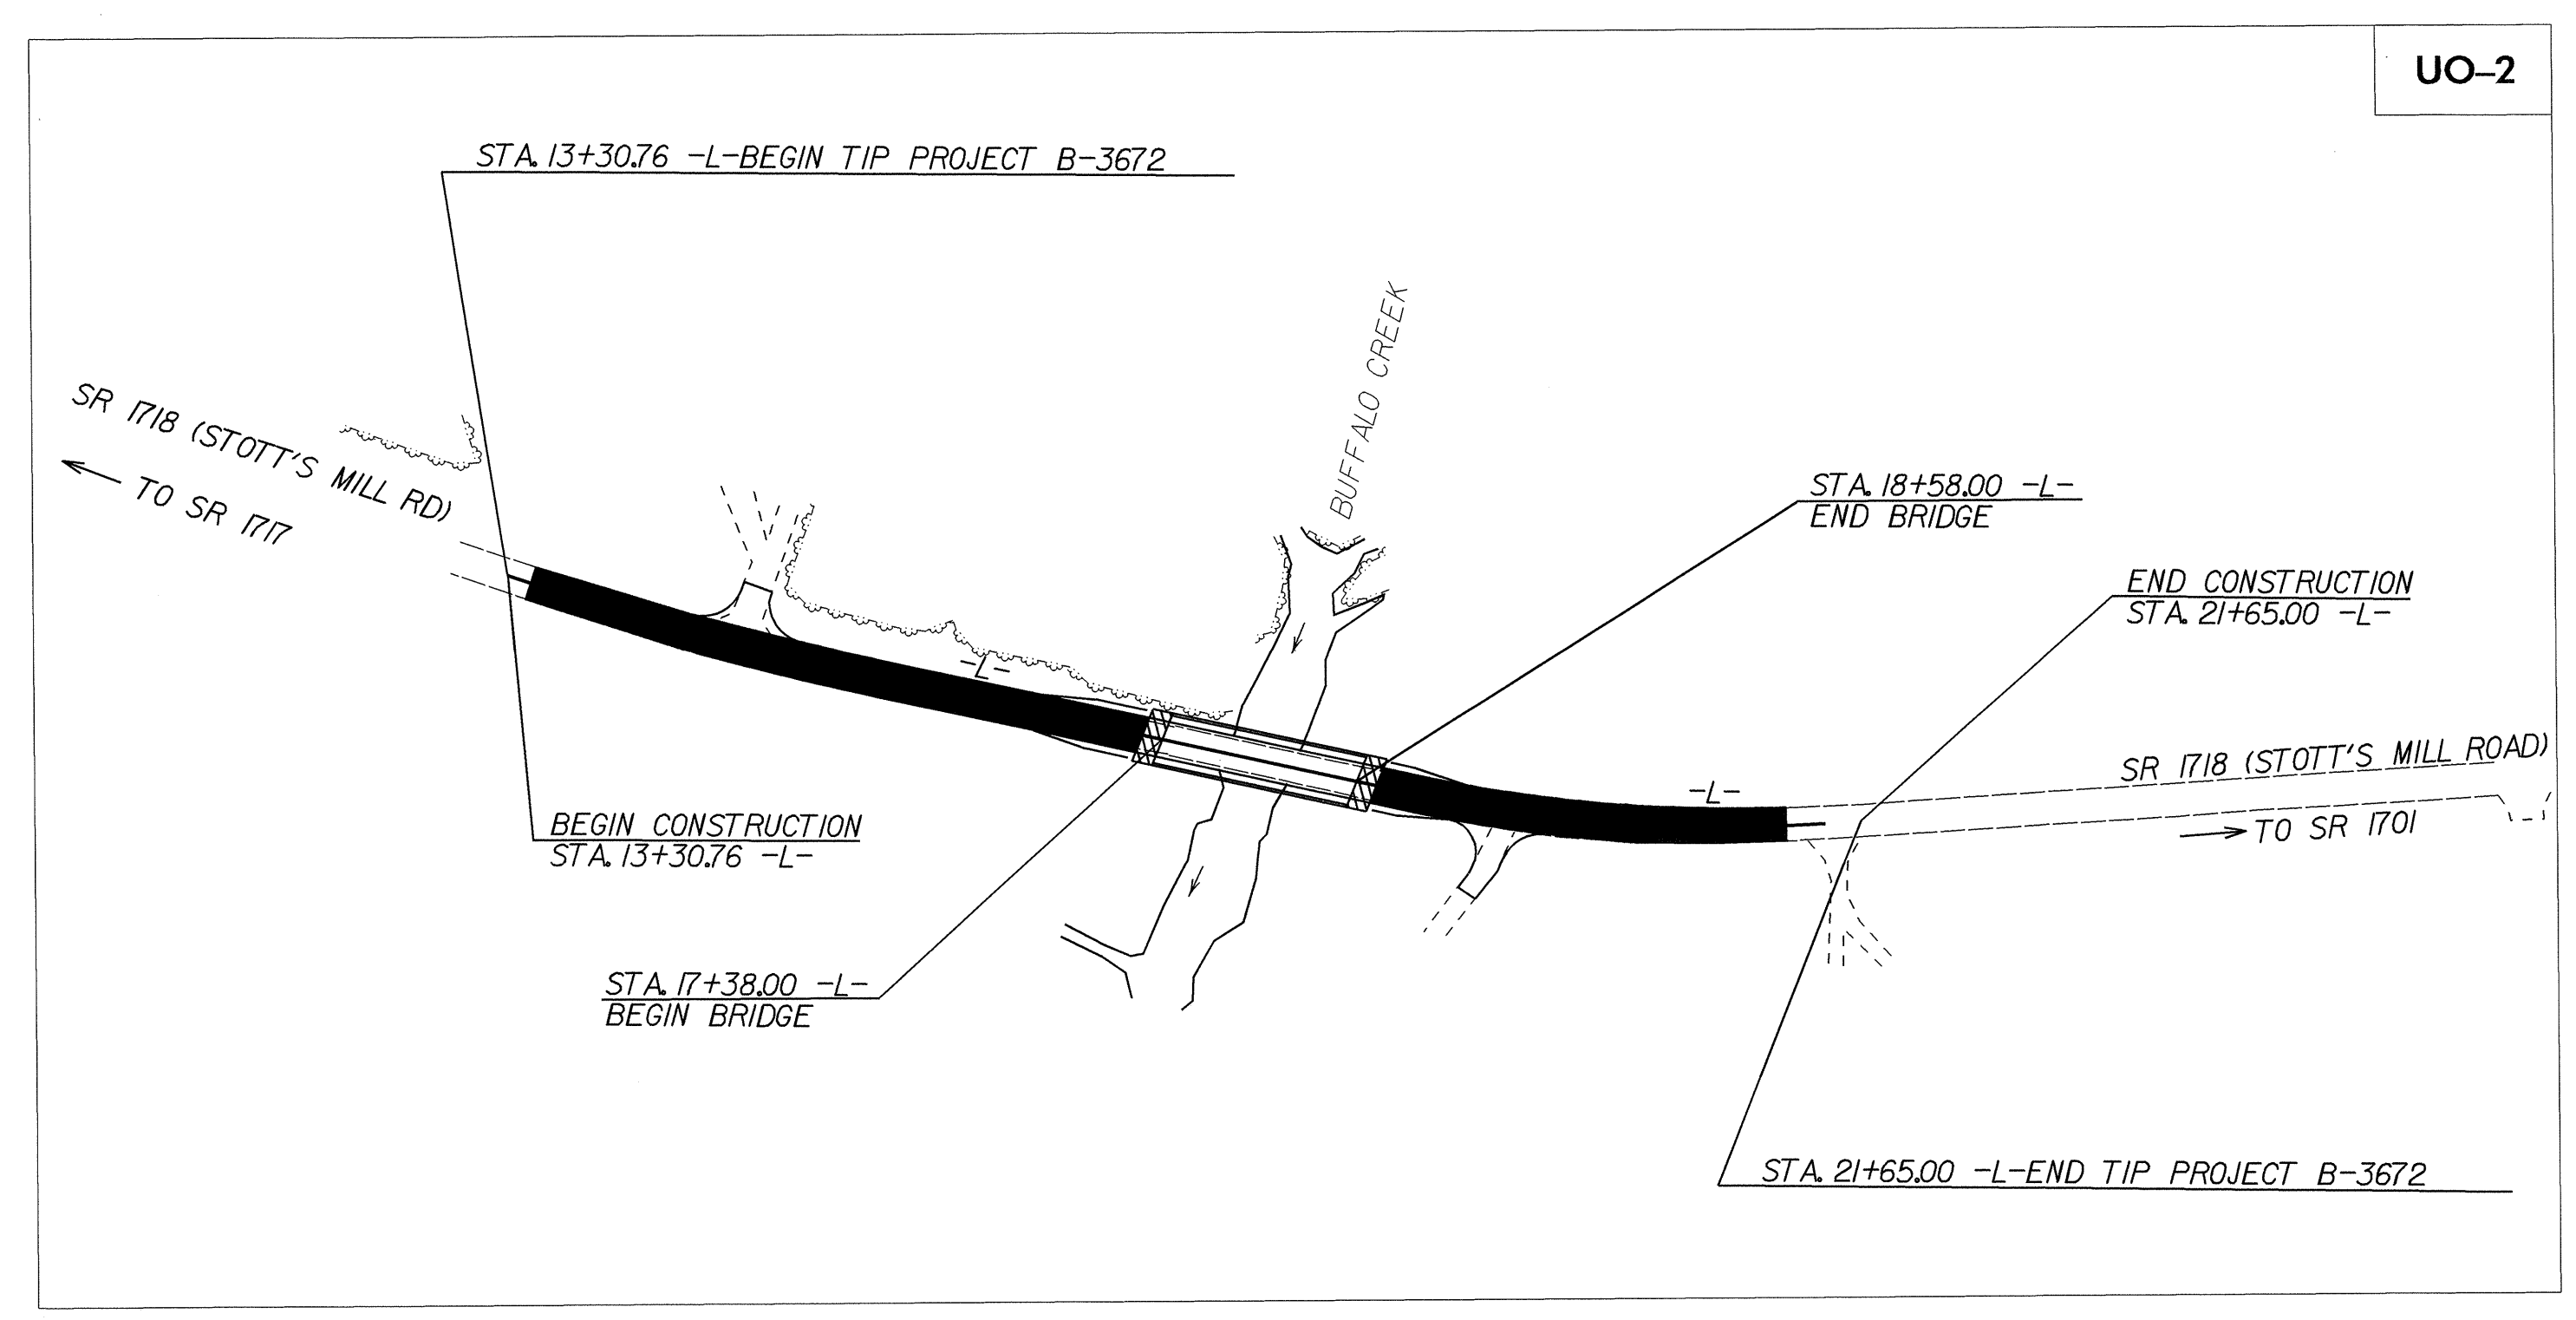 UO-2
STA. 13+30.76 -L-BEGIN TIP PROJECT B-3672
BUFFALO CREEK
SR 1718 (STOTT'S MILL RD)
TO SR 1717
STA. 18+58.00 -L-
END BRIDGE
END CONSTRUCTION
STA. 21+65.00 -L-
-L-
SR 1718 (STOTT'S MILL ROAD)
-L-
TO SR 1701
BEGIN CONSTRUCTION
STA. 13+30.76 -L-
STA. 17+38.00 -L-
BEGIN BRIDGE
STA. 21+65.00 -L-END TIP PROJECT B-3672